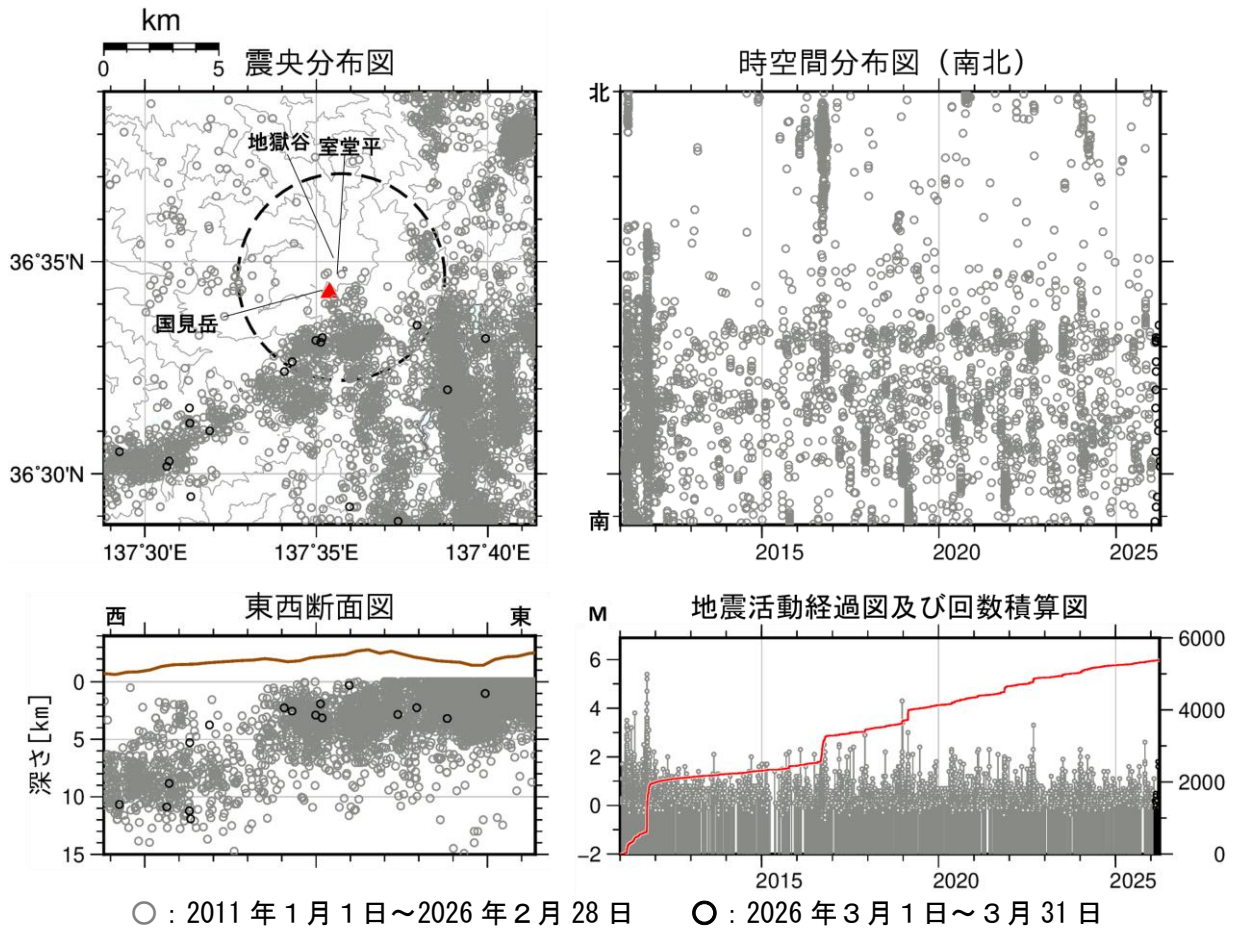 km
0 5
震央分布図
時空間分布図（南北）
地獄谷
室堂平
国見岳
36°35'N
36°30'N
137°30'E 137°35'E 137°40'E
北
南
2015 2020 2025
西
東西断面図
東
深さ[km]
0
5
10
15
M
地震活動経過図及び回数積算図
6
4
2
0
−2
6000
4000
2000
0
2015 2020 2025
○：2011年１月１日～2026年２月28日 ○：2026年３月１日～３月31日